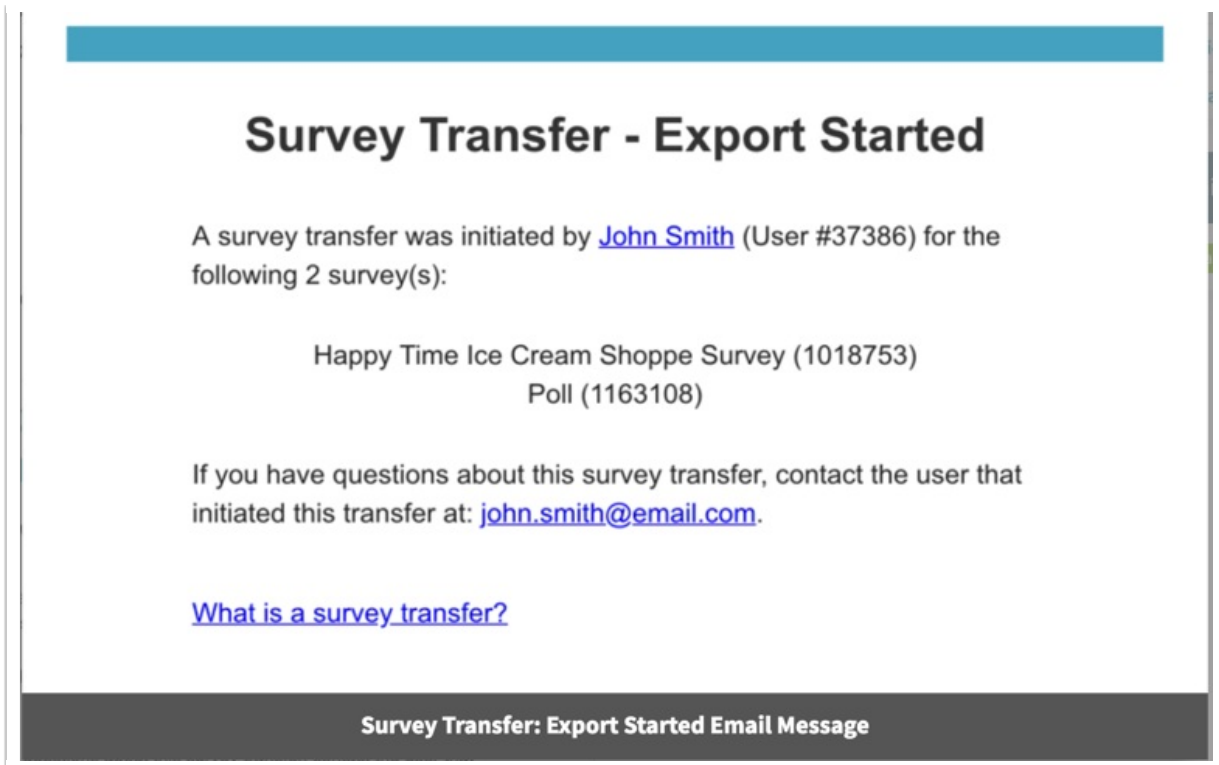 Survey Transfer - Export Started
A survey transfer was initiated by John Smith (User #37386) for the
following 2 survey(s):
Happy Time Ice Cream Shoppe Survey (1018753)
Poll (1163108)
If you have questions about this survey transfer, contact the user that
initiated this transfer at: john.smith@email.com.
What is a survey transfer?
Survey Transfer: Export Started Email Message